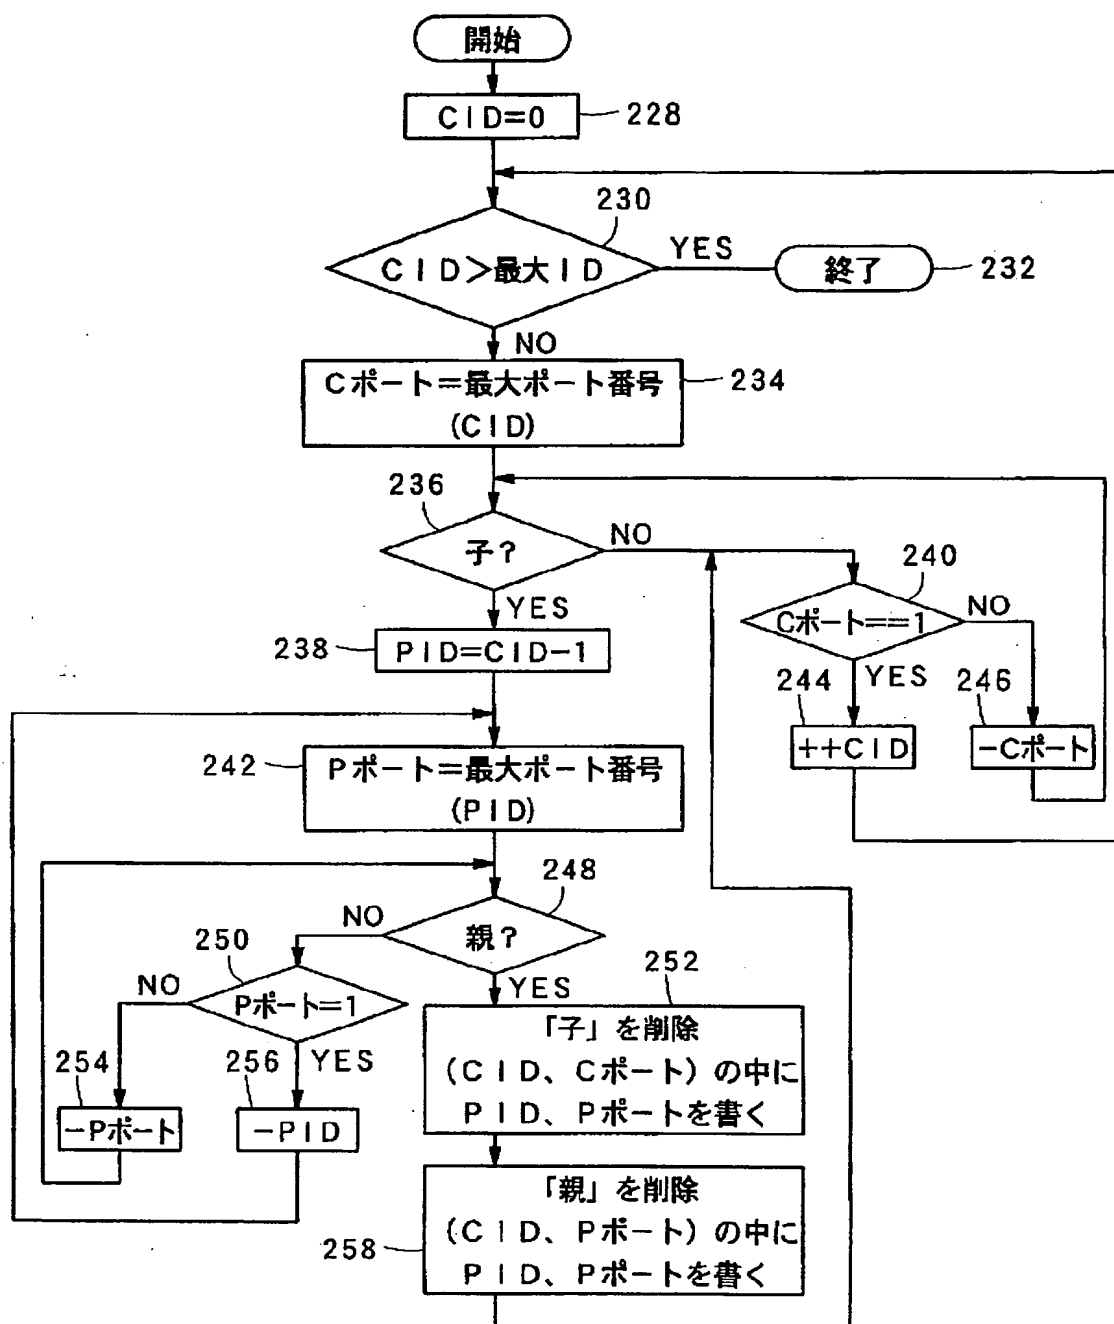 開始
CID=0
228
230
CID>最大ID
YES
終了
232
NO
Cポート=最大ポート番号
(CID)
234
236
子?
NO
YES
238
PID=CID-1
240
Cポート==1
NO
YES
244
++CID
246
-Cポート
242
Pポート=最大ポート番号
(PID)
248
親?
NO
YES
250
Pポート=1
NO
YES
254
-Pポート
256
-PID
252
「子」を削除
(CID、Cポート)の中に
PID、Pポートを書く
258
「親」を削除
(CID、Pポート)の中に
PID、Pポートを書く